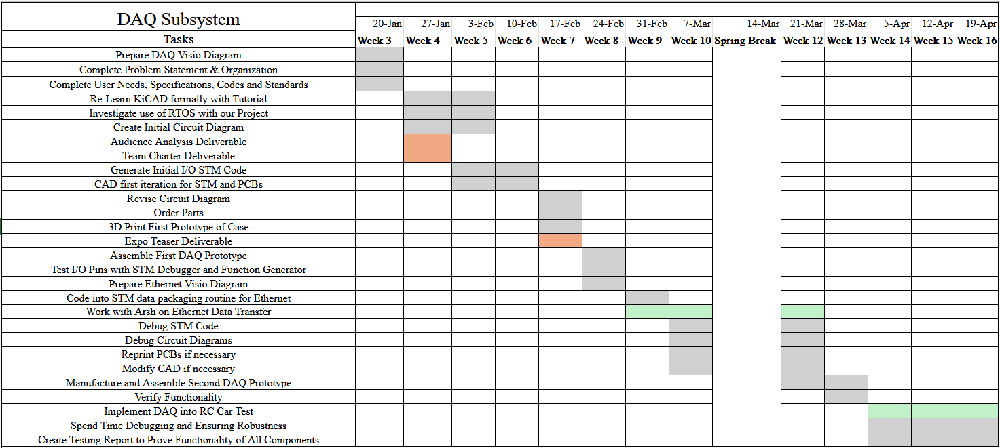 DAQ Subsystem
20-Jan 27-Jan 3-Feb 10-Feb 17-Feb 24-Feb 31-Feb 7-Mar 14-Mar 21-Mar 28-Mar 5-Apr 12-Apr 19-Apr
Tasks Week 3 Week 4 Week 5 Week 6 Week 7 Week 8 Week 9 Week 10 Spring Break Week 12 Week 13 Week 14 Week 15 Week 16
Prepare DAQ Visio Diagram
Complete Problem Statement & Organization
Complete User Needs, Specifications, Codes and Standards
Re-Learn KiCAD formally with Tutorial
Investigate use of RTOS with our Project
Create Initial Circuit Diagram
Audience Analysis Deliverable
Team Charter Deliverable
Generate Initial I/O STM Code
CAD first iteration for STM and PCBs
Revise Circuit Diagram
Order Parts
3D Print First Prototype of Case
Expo Teaser Deliverable
Assemble First DAQ Prototype
Test I/O Pins with STM Debugger and Function Generator
Prepare Ethernet Visio Diagram
Code into STM data packaging routine for Ethernet
Work with Arsh on Ethernet Data Transfer
Debug STM Code
Debug Circuit Diagrams
Reprint PCBs if necessary
Modify CAD if necessary
Manufacture and Assemble Second DAQ Prototype
Verify Functionality
Implement DAQ into RC Car Test
Spend Time Debugging and Ensuring Robustness
Create Testing Report to Prove Functionality of All Components